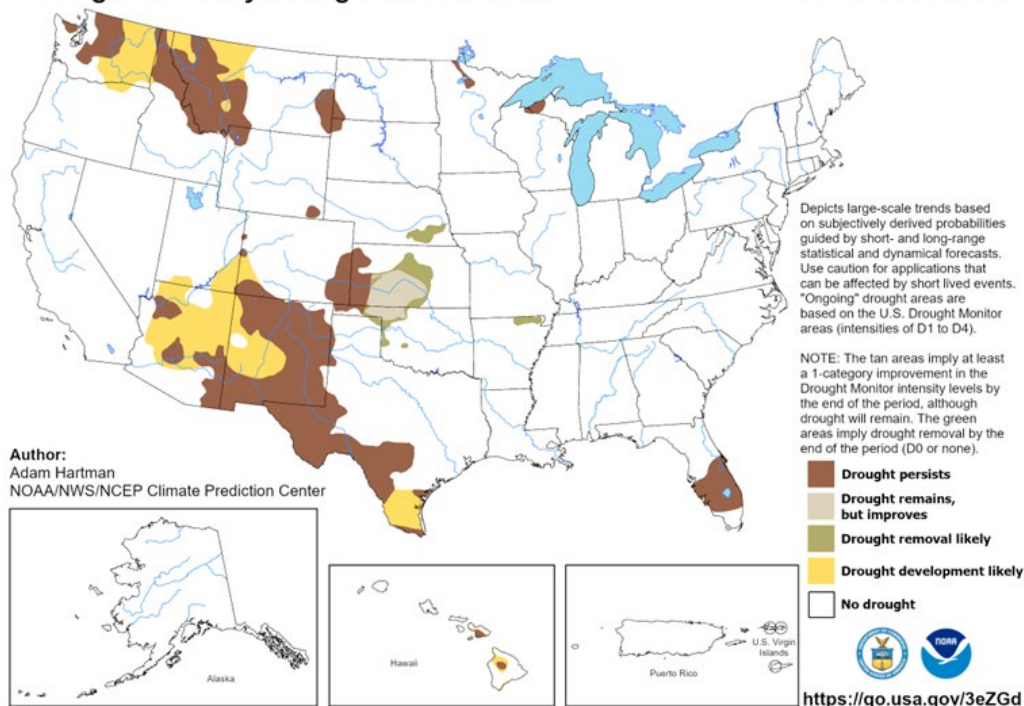 Depicts large-scale trends based
on subjectively derived probabilities
guided by short- and long-range
statistical and dynamical forecasts.
Use caution for applications that
can be affected by short lived events.
"Ongoing" drought areas are
based on the U.S. Drought Monitor
areas (intensities of D1 to D4).
NOTE: The tan areas imply at least
a 1-category improvement in the
Drought Monitor intensity levels by
the end of the period, although
drought will remain. The green
areas imply drought removal by the
end of the period (D0 or none).
Author:
Adam Hartman
NOAA/NWS/NCEP Climate Prediction Center
Drought persists
Drought remains,
but improves
Drought removal likely
Drought development likely
No drought
Alaska
Hawaii
Puerto Rico
U.S. Virgin
Islands
NOAA
https://go.usa.gov/3eZGd